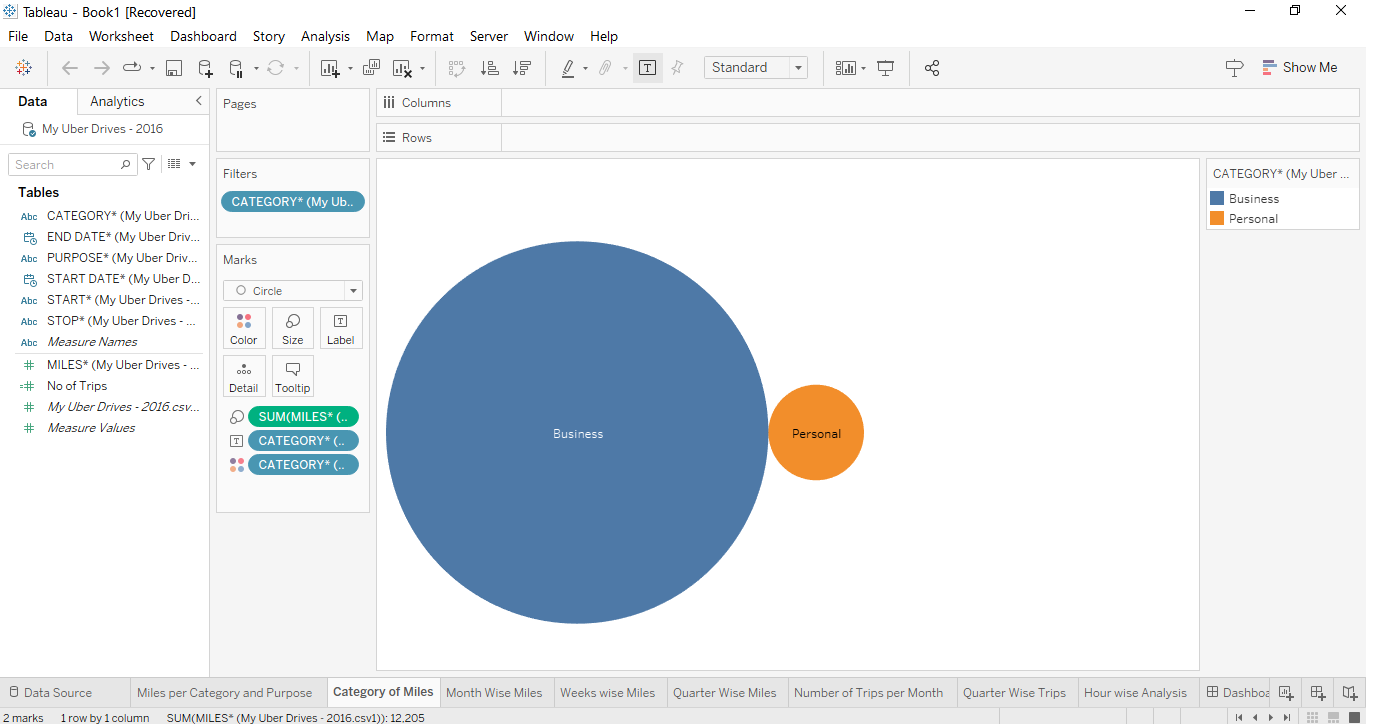 Tableau - Book1 [Recovered]
File Data Worksheet Dashboard Story Analysis Map Format Server Window Help
Standard
Show Me
Data Analytics
My Uber Drives - 2016
Search
Tables
Abc CATEGORY* (My Uber Dri...
END DATE* (My Uber Driv...
Abc PURPOSE* (My Uber Driv...
START DATE* (My Uber D...
Abc START* (My Uber Drives -...
Abc STOP* (My Uber Drives - ...
Abc Measure Names
# MILES* (My Uber Drives - ...
=# No of Trips
# My Uber Drives - 2016.csv...
# Measure Values
Pages
Filters
CATEGORY* (My Ub..
Marks
Circle
Color Size Label
Detail Tooltip
SUM(MILES* (..
CATEGORY* (..
CATEGORY* (..
Columns
Rows
Business
Personal
CATEGORY* (My Uber ...
Business
Personal
Data Source Miles per Category and Purpose Category of Miles Month Wise Miles Weeks wise Miles Quarter Wise Miles Number of Trips per Month Quarter Wise Trips Hour wise Analysis Dashboa
2 marks 1 row by 1 column SUM(MILES* (My Uber Drives - 2016.csv1)): 12,205